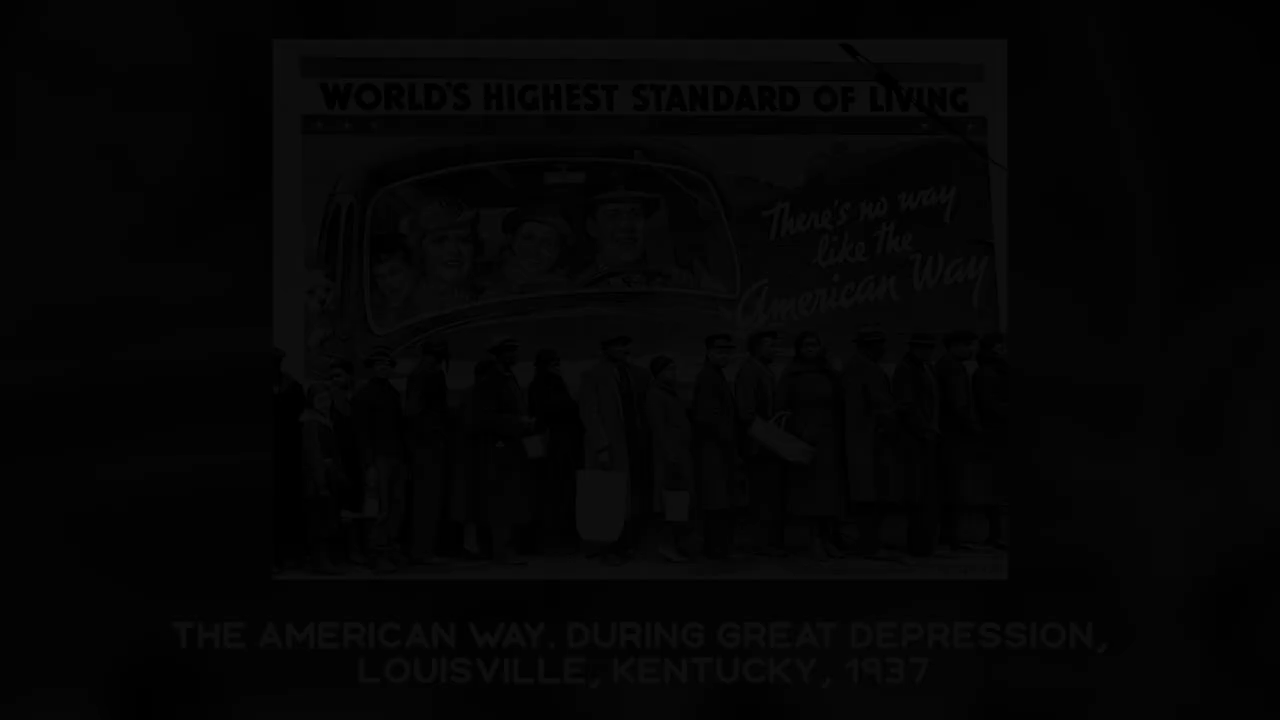 WORLD'S HIGHEST STANDARD OF LIVING
There's no way
like the
American Way
THE AMERICAN WAY. DURING GREAT DEPRESSION,
LOUISVILLE, KENTUCKY, 1937